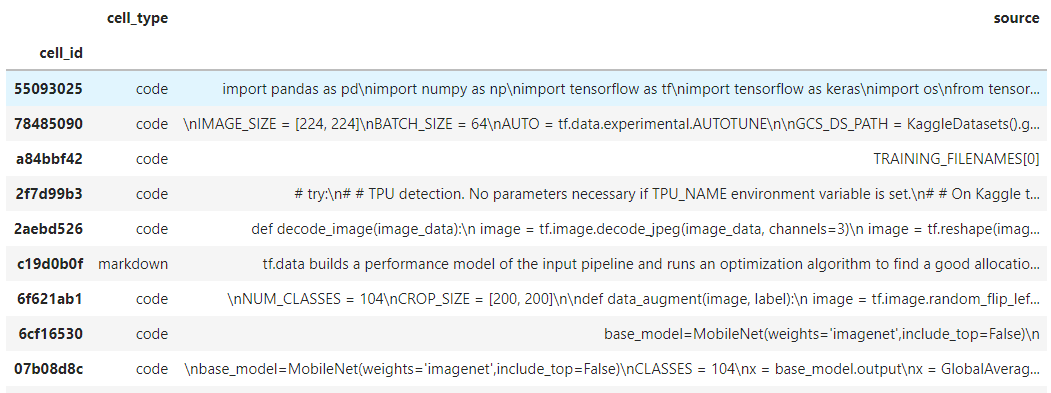 cell_type source
cell_id
55093025 code import pandas as pd\nimport numpy as np\nimport tensorflow as tf\nimport tensorflow as keras\nimport os\nfrom tensor...
78485090 code \nIMAGE_SIZE = [224, 224]\nBATCH_SIZE = 64\nAUTO = tf.data.experimental.AUTOTUNE\n\nGCS_DS_PATH = KaggleDatasets().g...
a84bbf42 code TRAINING_FILENAMES[0]
2f7d99b3 code # try:\n# # TPU detection. No parameters necessary if TPU_NAME environment variable is set.\n# # On Kaggle t...
2aebd526 code def decode_image(image_data):\n image = tf.image.decode_jpeg(image_data, channels=3)\n image = tf.reshape(imag...
c19d0b0f markdown tf.data builds a performance model of the input pipeline and runs an optimization algorithm to find a good allocatio...
6f621ab1 code \nNUM_CLASSES = 104\nCROP_SIZE = [200, 200]\n\ndef data_augment(image, label):\n image = tf.image.random_flip_lef...
6cf16530 code base_model=MobileNet(weights='imagenet',include_top=False)\n
07b08d8c code \nbase_model=MobileNet(weights='imagenet',include_top=False)\nCLASSES = 104\nx = base_model.output\nx = GlobalAverag...